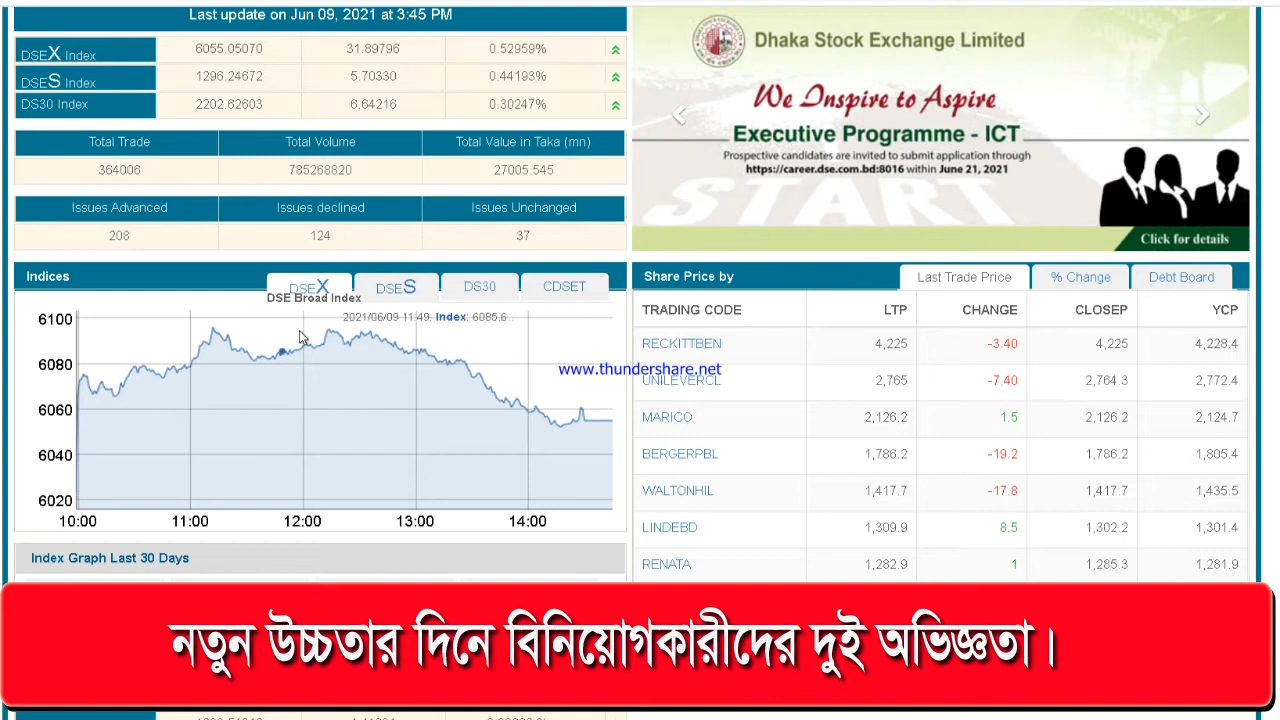 Last update on Jun 09, 2021 at 3:45 PM
DSEX Index 6055.05070 31.89796 0.52959%
DSES Index 1296.24672 5.70330 0.44193%
DS30 Index 2202.62603 6.64216 0.30247%
Total Trade Total Volume Total Value in Taka (mn)
364006 785268820 27005.545
Issues Advanced Issues declined Issues Unchanged
208 124 37
Dhaka Stock Exchange Limited
We Inspire to Aspire
Executive Programme - ICT
Prospective candidates are invited to submit application through
https://career.dse.com.bd:8016 within June 21, 2021
START
Click for details
Indices
DSEX DSES DS30 CDSET
DSE Broad Index
2021/06/09 11:49: Index: 6085.6...
6100
6080
6060
6040
6020
10:00 11:00 12:00 13:00 14:00
Index Graph Last 30 Days
Share Price by Last Trade Price % Change Debt Board
TRADING CODE LTP CHANGE CLOSEP YCP
RECKITTBEN 4,225 -3.40 4,225 4,228.4
www.thundershare.net
UNILEVERCL 2,765 -7.40 2,764.3 2,772.4
MARICO 2,126.2 1.5 2,126.2 2,124.7
BERGERPBL 1,786.2 -19.2 1,786.2 1,805.4
WALTONHIL 1,417.7 -17.8 1,417.7 1,435.5
LINDEBD 1,309.9 8.5 1,302.2 1,301.4
RENATA 1,282.9 1 1,285.3 1,281.9
নতুন উচ্চতার দিনে বিনিয়োগকারীদের দুই অভিজ্ঞতা।